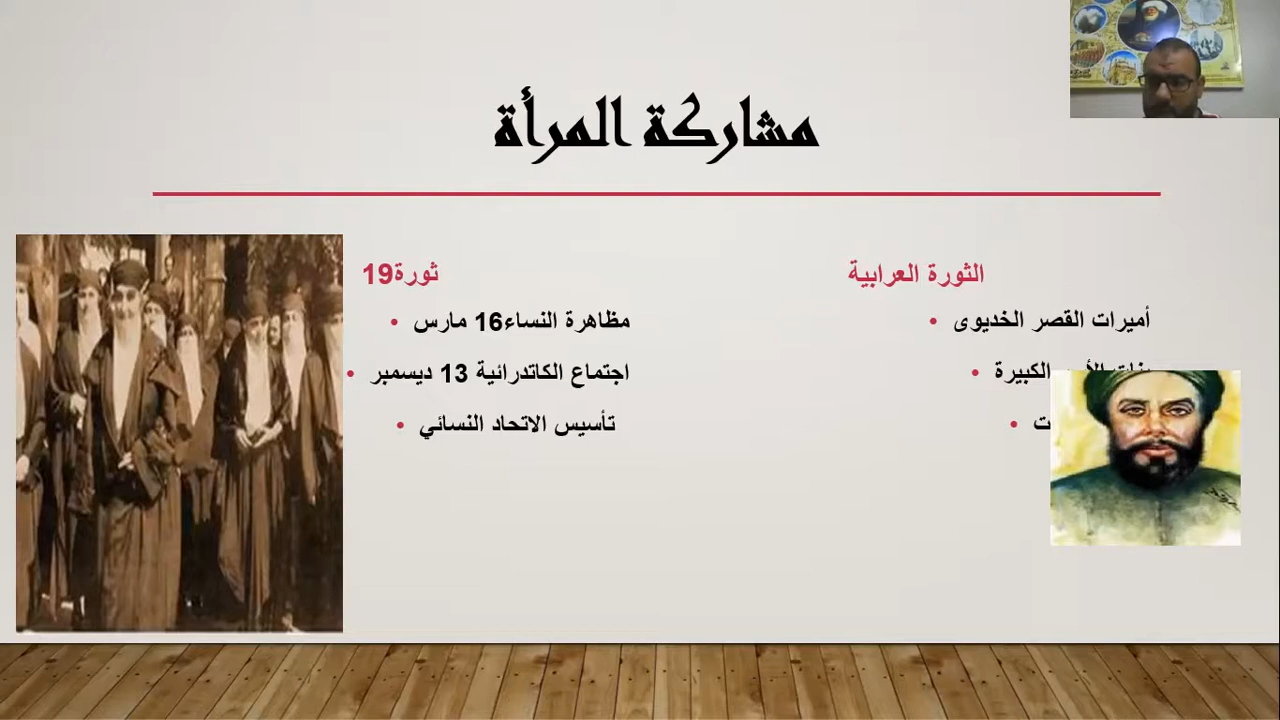 مشاركة المرأة
الثورة العرابية
أميرات القصر الخديوى
الكبيرة
ثورة19
مظاهرة النساء16 مارس
اجتماع الكاتدرائية 13 ديسمبر
تأسيس الاتحاد النسائي